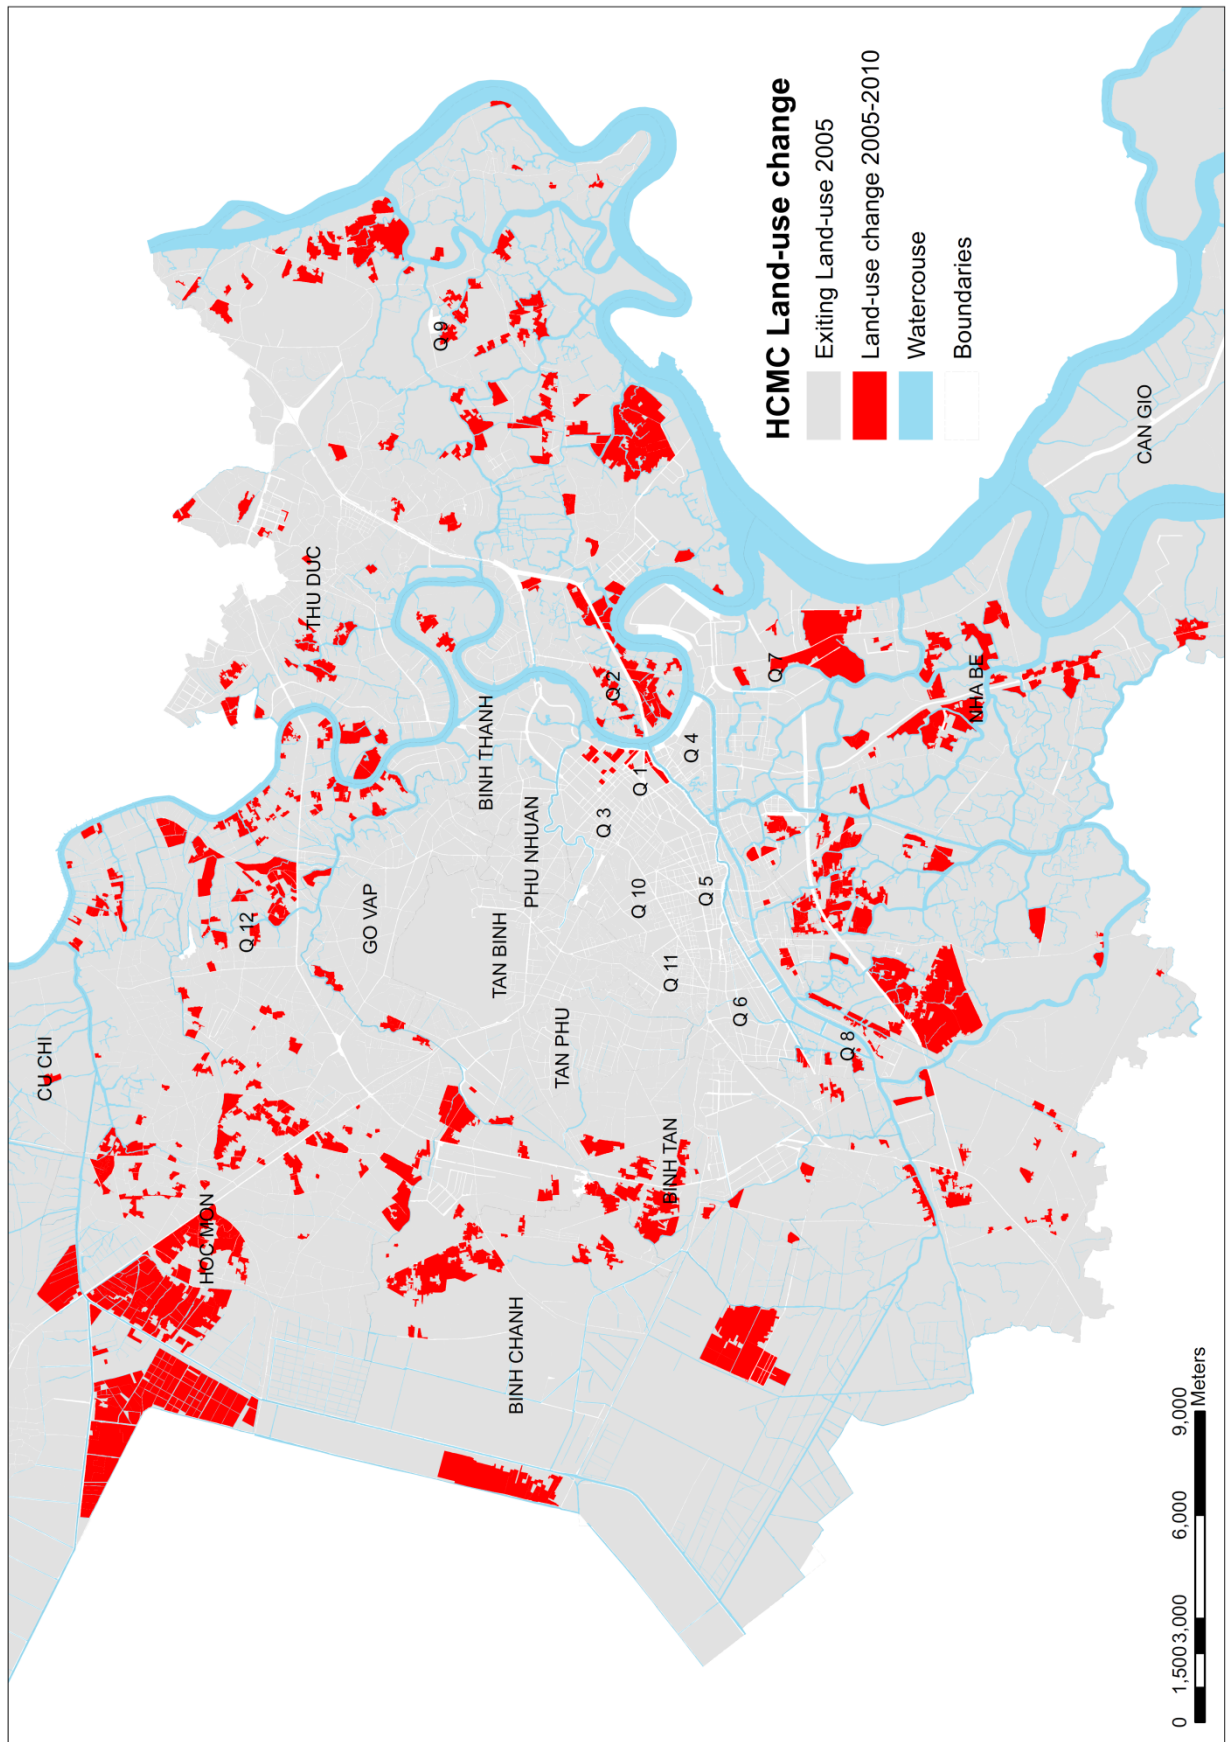 HCMC Land-use change
Exiting Land-use 2005
Land-use change 2005-2010
Watercouse
Boundaries
CU CHI
HOC MON
Q 12
THU DUC
GO VAP
Q 9
BINH THANH
TAN BINH
PHU NHUAN
BINH CHANH
TAN PHU
Q 3
Q 2
Q 10
Q 1
Q 11
BINH TAN
Q 4
Q 5
Q 6
Q 7
Q 8
NHA BE
CAN GIO
0 1,500 3,000 6,000 9,000
Meters